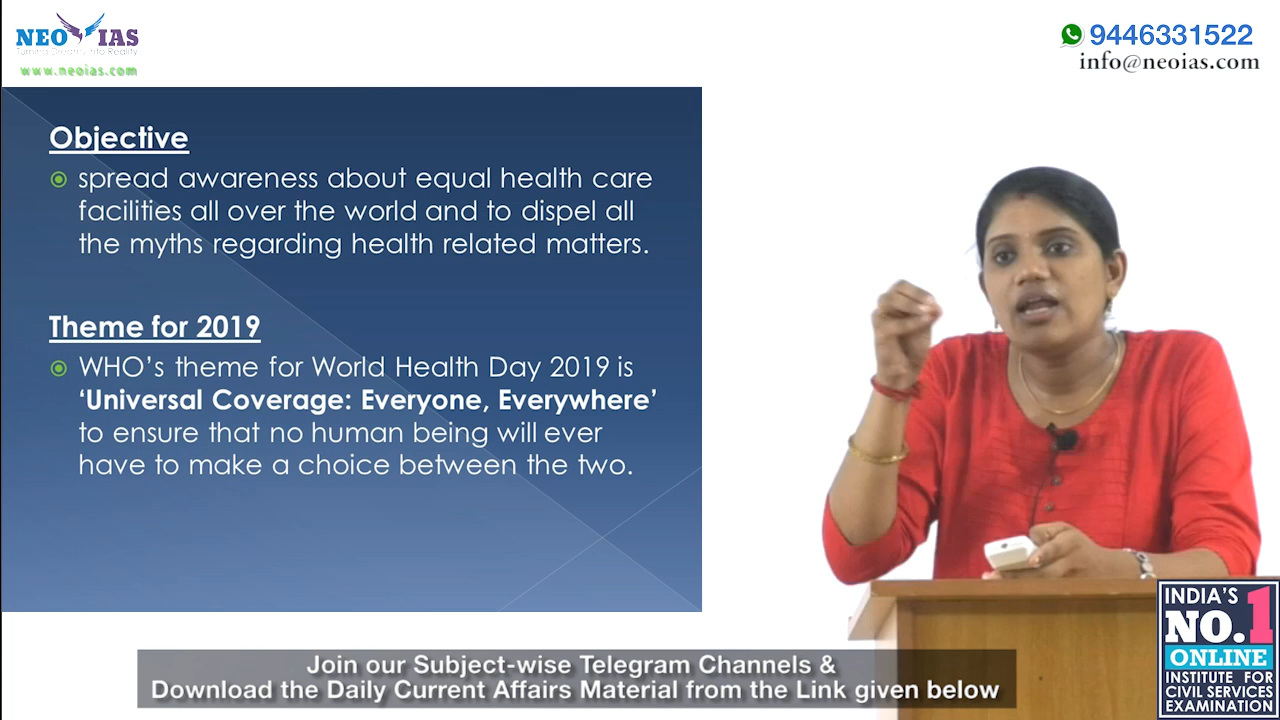 NEO IAS
Turning Dreams into Reality
www.neoias.com
9446331522
info@neoias.com
Objective
spread awareness about equal health care
facilities all over the world and to dispel all
the myths regarding health related matters.
Theme for 2019
WHO’s theme for World Health Day 2019 is
‘Universal Coverage: Everyone, Everywhere’
to ensure that no human being will ever
have to make a choice between the two.
INDIA'S
NO.1
ONLINE
INSTITUTE FOR
CIVIL SERVICES
EXAMINATION
Join our Subject-wise Telegram Channels &
Download the Daily Current Affairs Material from the Link given below